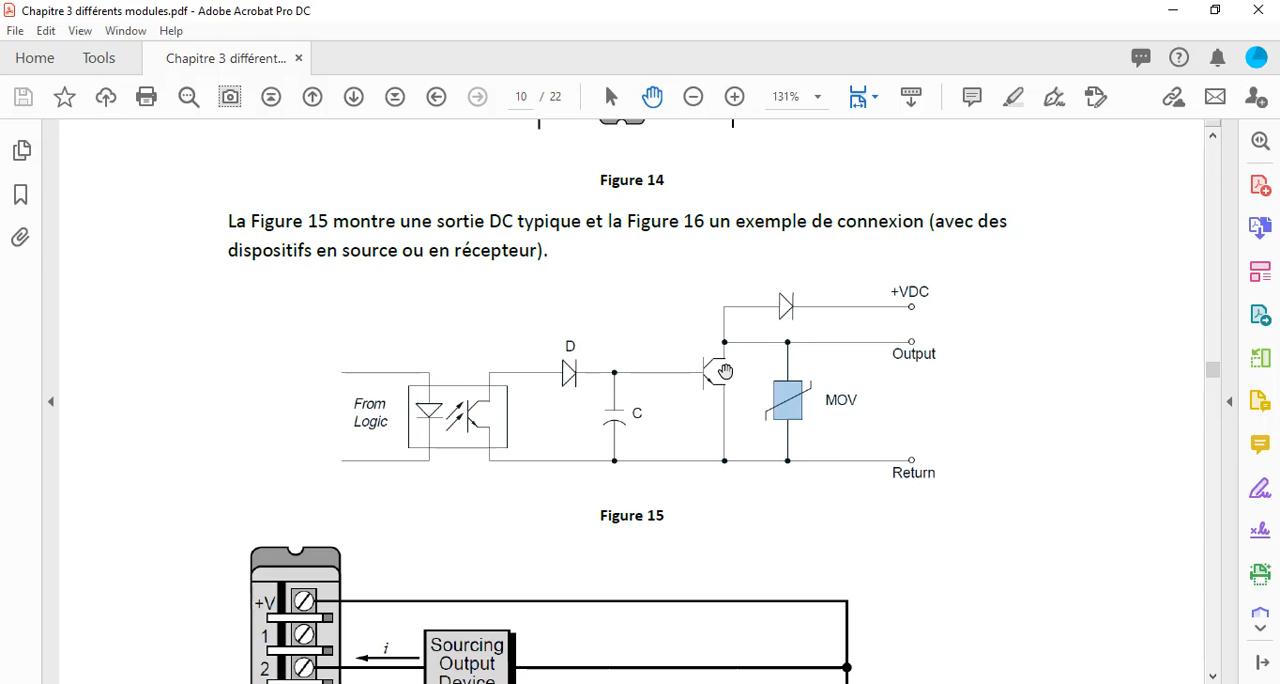 Chapitre 3 différents modules.pdf - Adobe Acrobat Pro DC
File Edit View Window Help
Home Tools Chapitre 3 différent... ×
10 / 22 131%
Figure 14
La Figure 15 montre une sortie DC typique et la Figure 16 un exemple de connexion (avec des
dispositifs en source ou en récepteur).
+VDC
D
Output
From
Logic
C
MOV
Return
Figure 15
+V
1
i
Sourcing
2
Output
Device